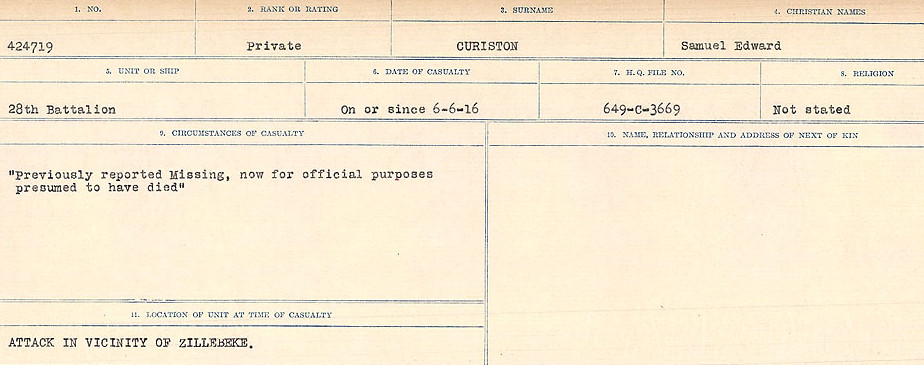 1. NO. 2. RANK OR RATING 3. SURNAME 4. CHRISTIAN NAMES
424719 Private CURISTON Samuel Edward
5. UNIT OR SHIP 6. DATE OF CASUALTY 7. H.Q. FILE NO. 8. RELIGION
28th Battalion On or since 6-6-16 649-C-3669 Not stated
9. CIRCUMSTANCES OF CASUALTY
"Previously reported Missing, now for official purposes
presumed to have died"
10. NAME, RELATIONSHIP AND ADDRESS OF NEXT OF KIN
11. LOCATION OF UNIT AT TIME OF CASUALTY
ATTACK IN VICINITY OF ZILLEBEKE.